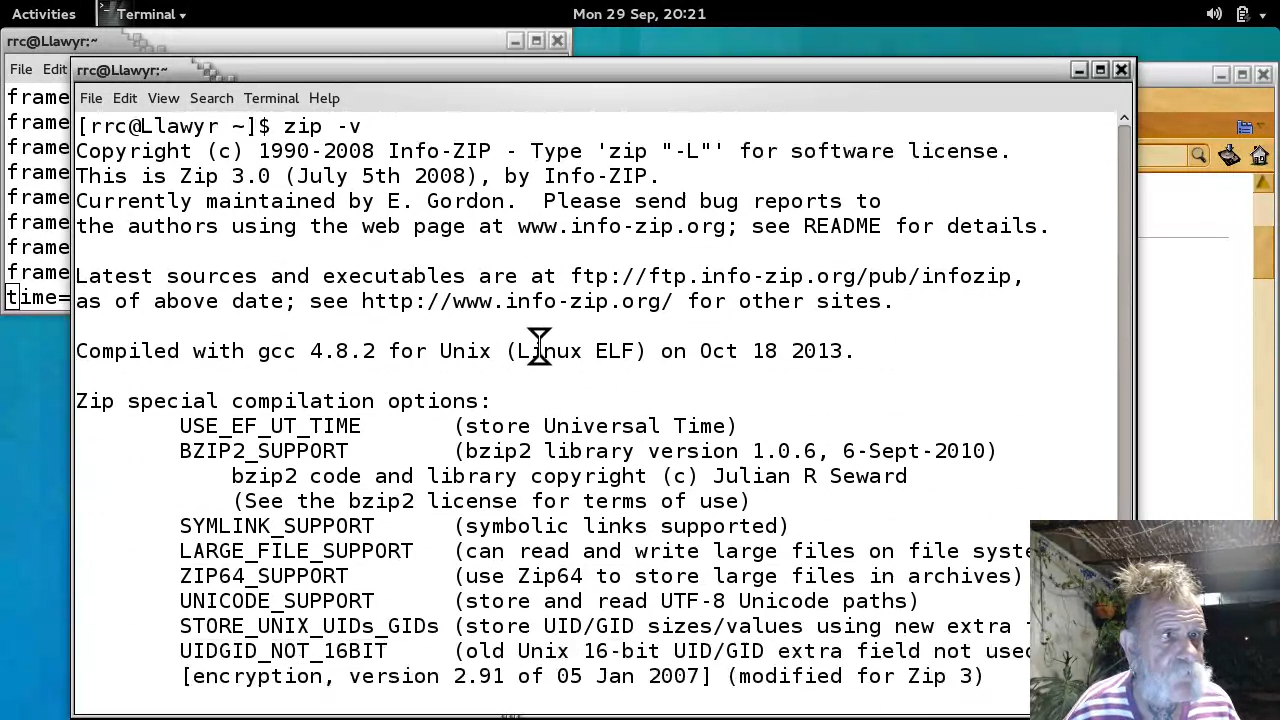 Activities Terminal Mon 29 Sep, 20:21
rrc@Llawyr:~
File Edit
frame
frame
frame
frame
frame
frame
frame
frame
time=
rrc@Llawyr:~
File Edit View Search Terminal Help
[rrc@Llawyr ~]$ zip -v
Copyright (c) 1990-2008 Info-ZIP - Type 'zip "-L"' for software license.
This is Zip 3.0 (July 5th 2008), by Info-ZIP.
Currently maintained by E. Gordon.  Please send bug reports to
the authors using the web page at www.info-zip.org; see README for details.
Latest sources and executables are at ftp://ftp.info-zip.org/pub/infozip,
as of above date; see http://www.info-zip.org/ for other sites.
Compiled with gcc 4.8.2 for Unix (Linux ELF) on Oct 18 2013.
Zip special compilation options:
USE_EF_UT_TIME (store Universal Time)
BZIP2_SUPPORT (bzip2 library version 1.0.6, 6-Sept-2010)
bzip2 code and library copyright (c) Julian R Seward
(See the bzip2 license for terms of use)
SYMLINK_SUPPORT (symbolic links supported)
LARGE_FILE_SUPPORT (can read and write large files on file syste
ZIP64_SUPPORT (use Zip64 to store large files in archives)
UNICODE_SUPPORT (store and read UTF-8 Unicode paths)
STORE_UNIX_UIDs_GIDs (store UID/GID sizes/values using new extra
UIDGID_NOT_16BIT (old Unix 16-bit UID/GID extra field not used
[encryption, version 2.91 of 05 Jan 2007] (modified for Zip 3)